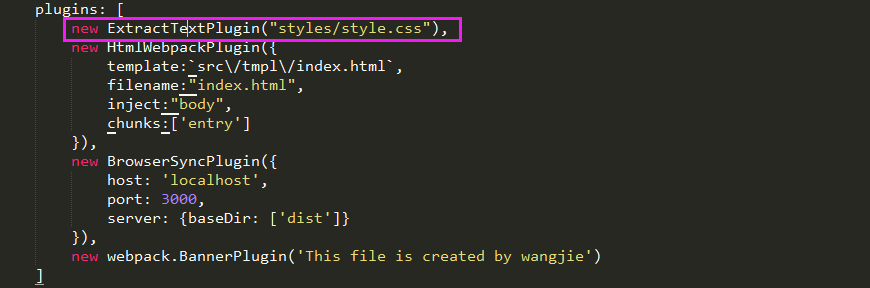 plugins: [
new ExtractTextPlugin("styles/style.css"),
new HtmlWebpackPlugin({
template:`src\/tmpl\/index.html`,
filename:"index.html",
inject:"body",
chunks:['entry']
}),
new BrowserSyncPlugin({
host: 'localhost',
port: 3000,
server: {baseDir: ['dist']}
}),
new webpack.BannerPlugin('This file is created by wangjie')
]